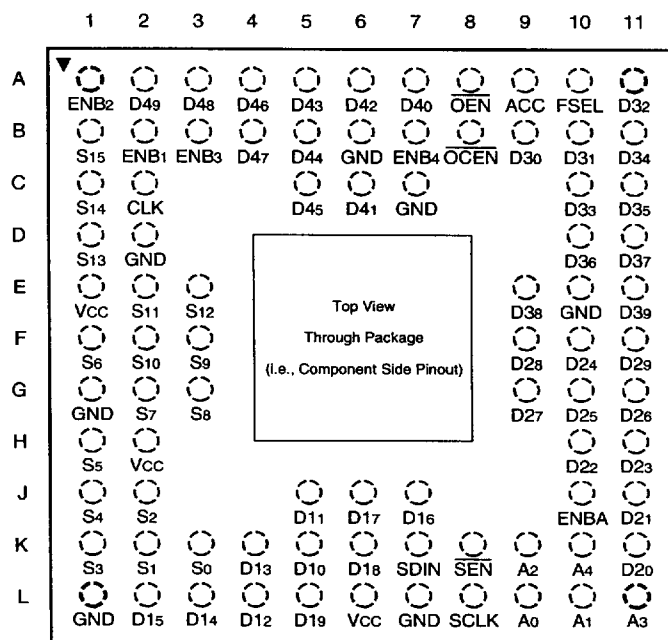 1 2 3 4 5 6 7 8 9 10 11
A
ENB2 D49 D48 D46 D43 D42 D40 OEN ACC FSEL D32
B
S15 ENB1 ENB3 D47 D44 GND ENB4 OCEN D30 D31 D34
C
S14 CLK D45 D41 GND D33 D35
D
S13 GND D36 D37
E
VCC S11 S12 D38 GND D39
F
S6 S10 S9 D28 D24 D29
G
GND S7 S8 D27 D25 D26
H
S5 VCC D22 D23
J
S4 S2 D11 D17 D16 ENBA D21
K
S3 S1 S0 D13 D10 D18 SDIN SEN A2 A4 D20
L
GND D15 D14 D12 D19 VCC GND SCLK A0 A1 A3
Top View
Through Package
(i.e., Component Side Pinout)